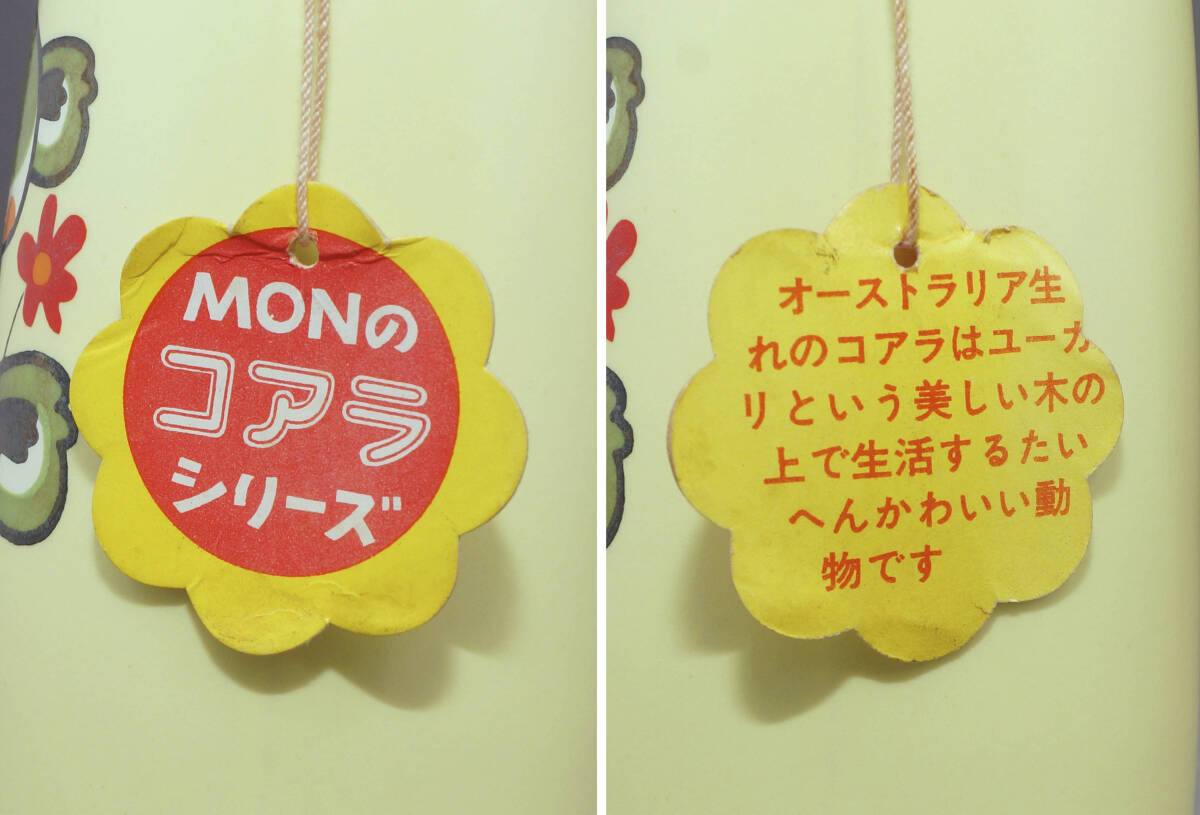 MONの
コアラ
シリーズ
オーストラリア生
れのコアラはユーカ
リという美しい木の
上で生活するたい
へんかわいい動
物です